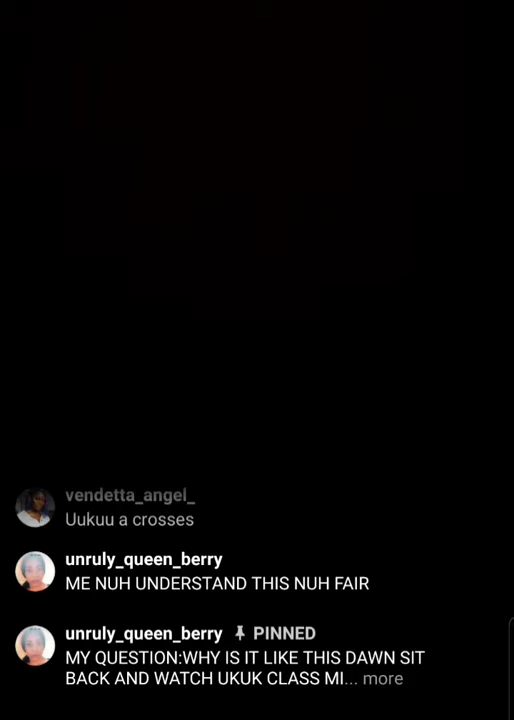 vendetta_angel_
Uukuu a crosses
unruly_queen_berry
ME NUH UNDERSTAND THIS NUH FAIR
unruly_queen_berry PINNED
MY QUESTION:WHY IS IT LIKE THIS DAWN SIT
BACK AND WATCH UKUK CLASS MI... more